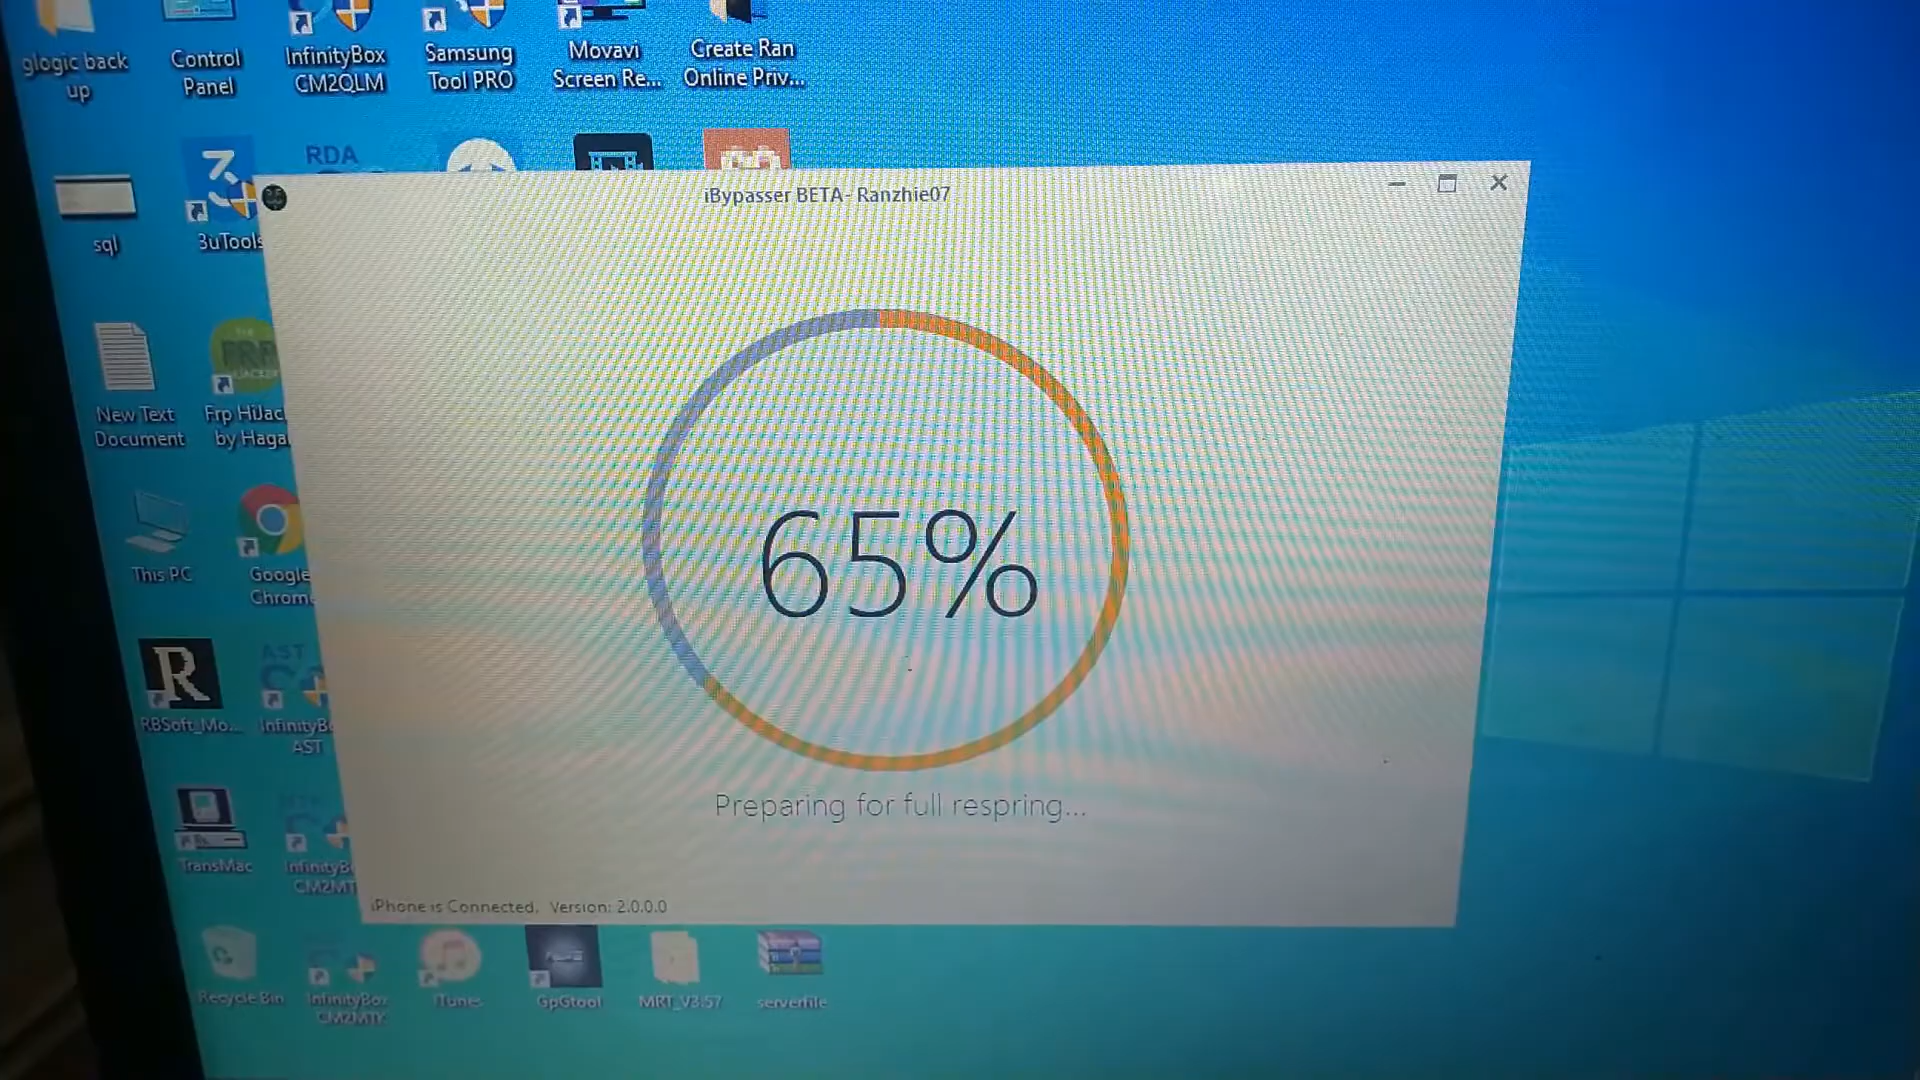 glogic back
up
Control
Panel
InfinityBox
CM2QLM
Samsung
Tool PRO
Movavi
Screen Re...
Create Ran
Online Priv...
RDA
sql
3uTools
iBypasser BETA- Ranzhie07
New Text
Document
FRP
Frp HiJac
by Haga
65%
This PC
Google
Chrome
R
RBSoft_Mo...
AST
InfinityB
AST
Preparing for full respring...
TransMac
InfinityB
CM2MT
iPhone is Connected. Version: 2.0.0.0
Recycle Bin
InfinityBox
CM2MTK
iTunes
GpGtool
MRT_V3.57
serverfile